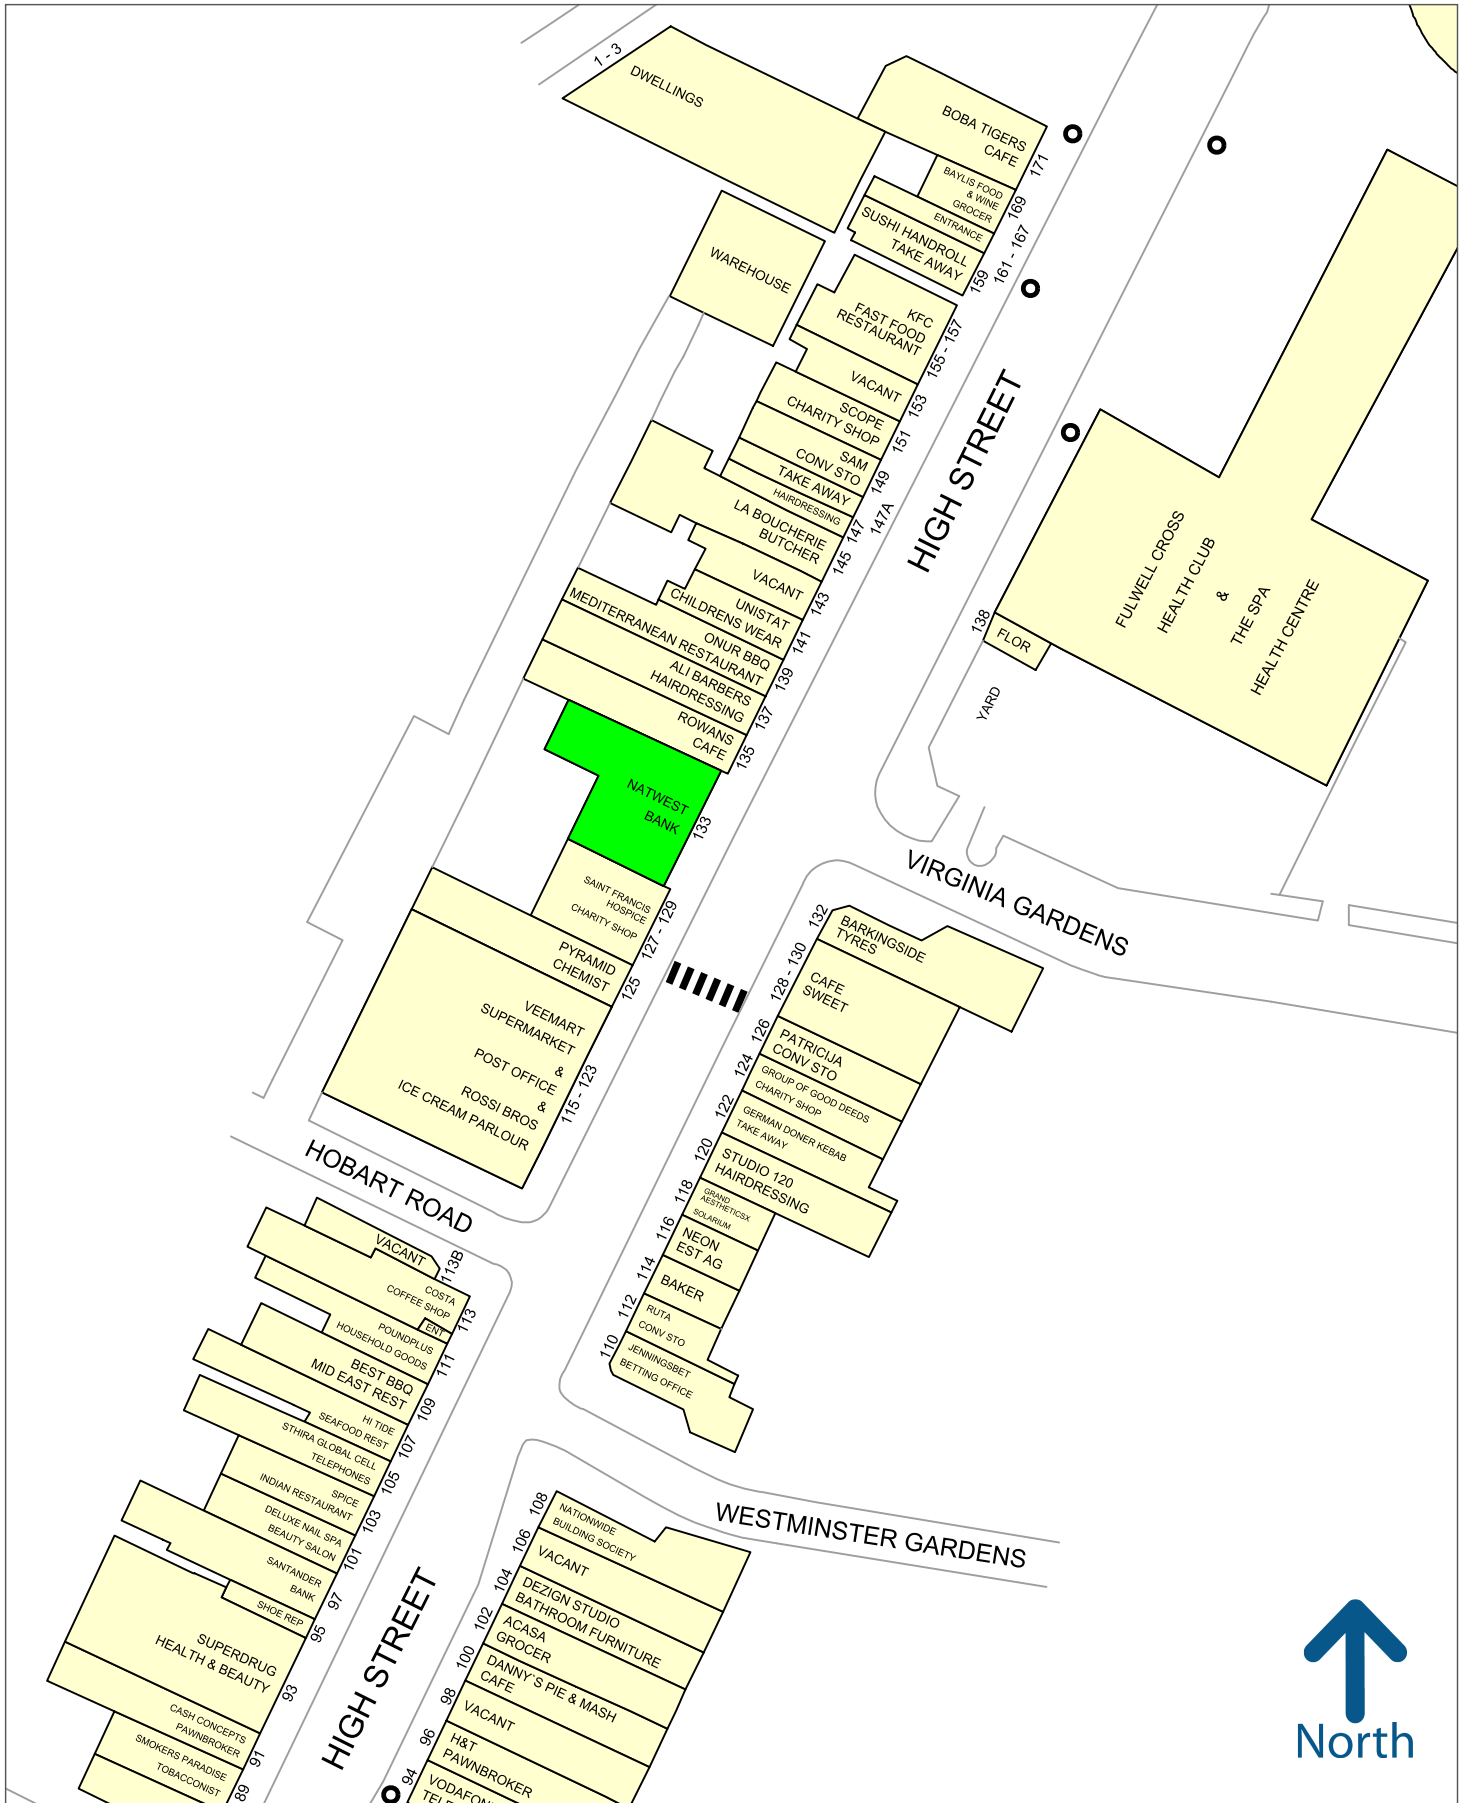 1 - 3
DWELLINGS
BOBA TIGERS
CAFE
171
BAYLIS FOOD
& WINE
GROCER
169
ENTRANCE
161 - 167
SUSHI HANDROLL
TAKE AWAY
159
WAREHOUSE
KFC
FAST FOOD
RESTAURANT
155 - 157
VACANT
153
SCOPE
CHARITY SHOP
151
SAM
CONV STO
149
TAKE AWAY
147A
HAIRDRESSING
147
LA BOUCHERIE
BUTCHER
145
VACANT
143
UNISTAT
CHILDRENS WEAR
141
ONUR BBQ
MEDITERRANEAN RESTAURANT
139
ALI BARBERS
HAIRDRESSING
137
ROWANS
CAFE
135
NATWEST
BANK
133
SAINT FRANCIS
HOSPICE
CHARITY SHOP
127 - 129
PYRAMID
CHEMIST
125
VEEMART
SUPERMARKET
&
POST OFFICE
&
ROSSI BROS
ICE CREAM PARLOUR
115 - 123
HIGH STREET
FULWELL CROSS
HEALTH CLUB
&
THE SPA
HEALTH CENTRE
138
FLOR
YARD
VIRGINIA GARDENS
132
BARKINGSIDE
TYRES
128 - 130
CAFE
SWEET
126
PATRICIJA
CONV STO
124
GROUP OF GOOD DEEDS
CHARITY SHOP
122
GERMAN DONER KEBAB
TAKE AWAY
120
STUDIO 120
HAIRDRESSING
118
GRAND
AESTHETICSX
SOLARIUM
116
NEON
EST AG
114
BAKER
112
RUTA
CONV STO
110
JENNINGSBET
BETTING OFFICE
HOBART ROAD
VACANT
113B
COSTA
COFFEE SHOP
113
ENT
POUNDPLUS
HOUSEHOLD GOODS
111
BEST BBQ
MID EAST REST
109
HI TIDE
SEAFOOD REST
107
STHIRA GLOBAL CELL
TELEPHONES
105
SPICE
INDIAN RESTAURANT
103
DELUXE NAIL SPA
BEAUTY SALON
101
SANTANDER
BANK
97
SHOE REP
95
SUPERDRUG
HEALTH & BEAUTY
93
CASH CONCEPTS
PAWNBROKER
91
SMOKERS PARADISE
TOBACCONIST
89
HIGH STREET
WESTMINSTER GARDENS
108
NATIONWIDE
BUILDING SOCIETY
106
VACANT
104
DEZIGN STUDIO
BATHROOM FURNITURE
102
ACASA
GROCER
100
DANNY`S PIE & MASH
CAFE
98
VACANT
96
H&T
PAWNBROKER
94
North